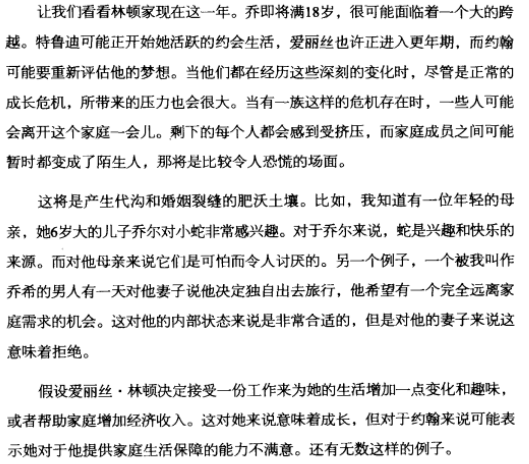 让我们看看林顿家现在这一年。乔即将满18岁，很可能面临着一个大的跨
越。特鲁迪可能正开始她活跃的约会生活，爱丽丝也许正进入更年期，而约翰
可能要重新评估他的梦想。当他们都在经历这些深刻的变化时，尽管是正常的
成长危机，所带来的压力也会很大。当有一族这样的危机存在时，一些人可能
会离开这个家庭一会儿。剩下的每个人都会感到受挤压，而家庭成员之间可能
暂时都变成了陌生人，那将是比较令人恐慌的场面。
这将是产生代沟和婚姻裂缝的肥沃土壤。比如，我知道有一位年轻的母
亲，她6岁大的儿子乔尔对小蛇非常感兴趣。对于乔尔来说，蛇是兴趣和快乐的
来源。而对他母亲来说它们是可怕而令人讨厌的。另一个例子，一个被我叫作
乔希的男人有一天对他妻子说他决定独自出去旅行，他希望有一个完全远离家
庭需求的机会。这对他的内部状态来说是非常合适的，但是对他的妻子来说这
意味着拒绝。
假设爱丽丝·林顿决定接受一份工作来为她的生活增加一点变化和趣味，
或者帮助家庭增加经济收入。这对她来说意味着成长，但对于约翰来说可能表
示她对于他提供家庭生活保障的能力不满意。还有无数这样的例子。